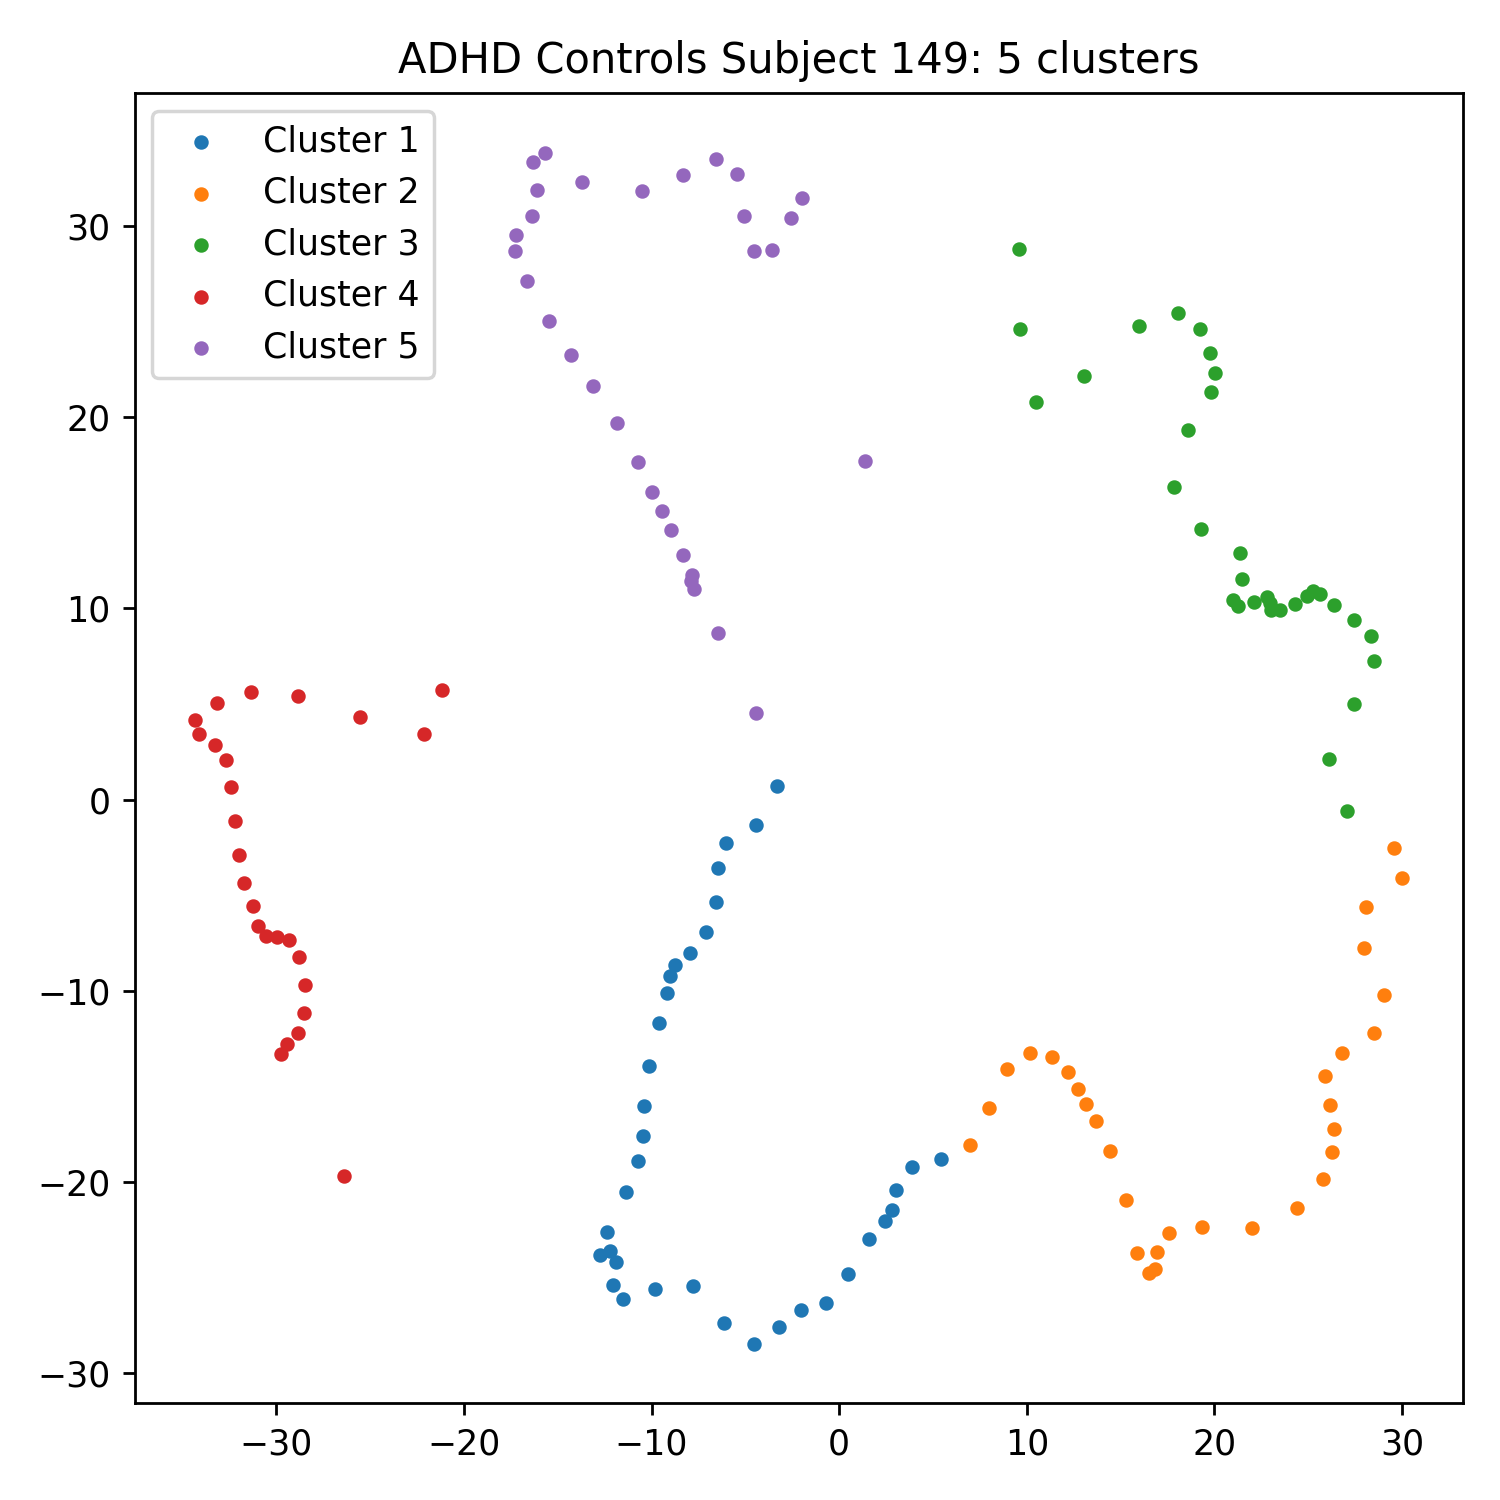 ADHD Controls Subject 149: 5 clusters
Cluster 1
Cluster 2
Cluster 3
Cluster 4
Cluster 5
30
20
10
0
−10
−20
−30
−30 −20 −10 0 10 20 30